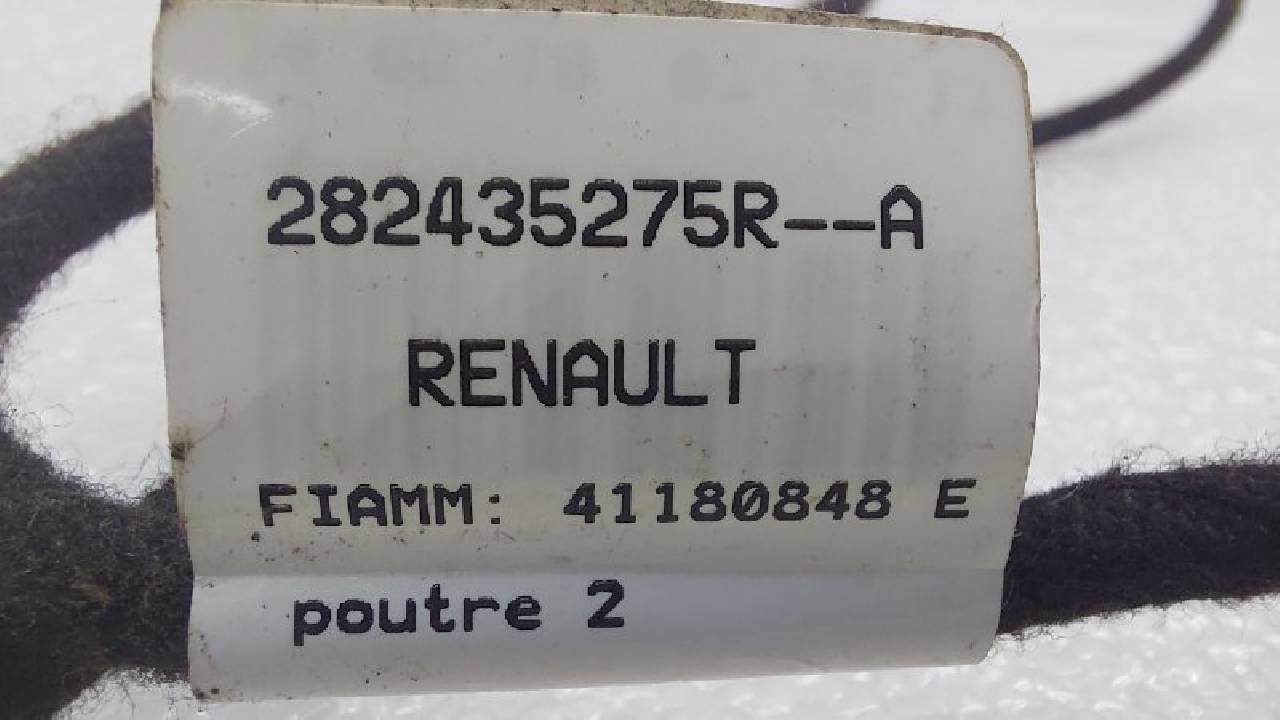 282435275R--A
RENAULT
FIAMM: 41180848 E
poutre 2